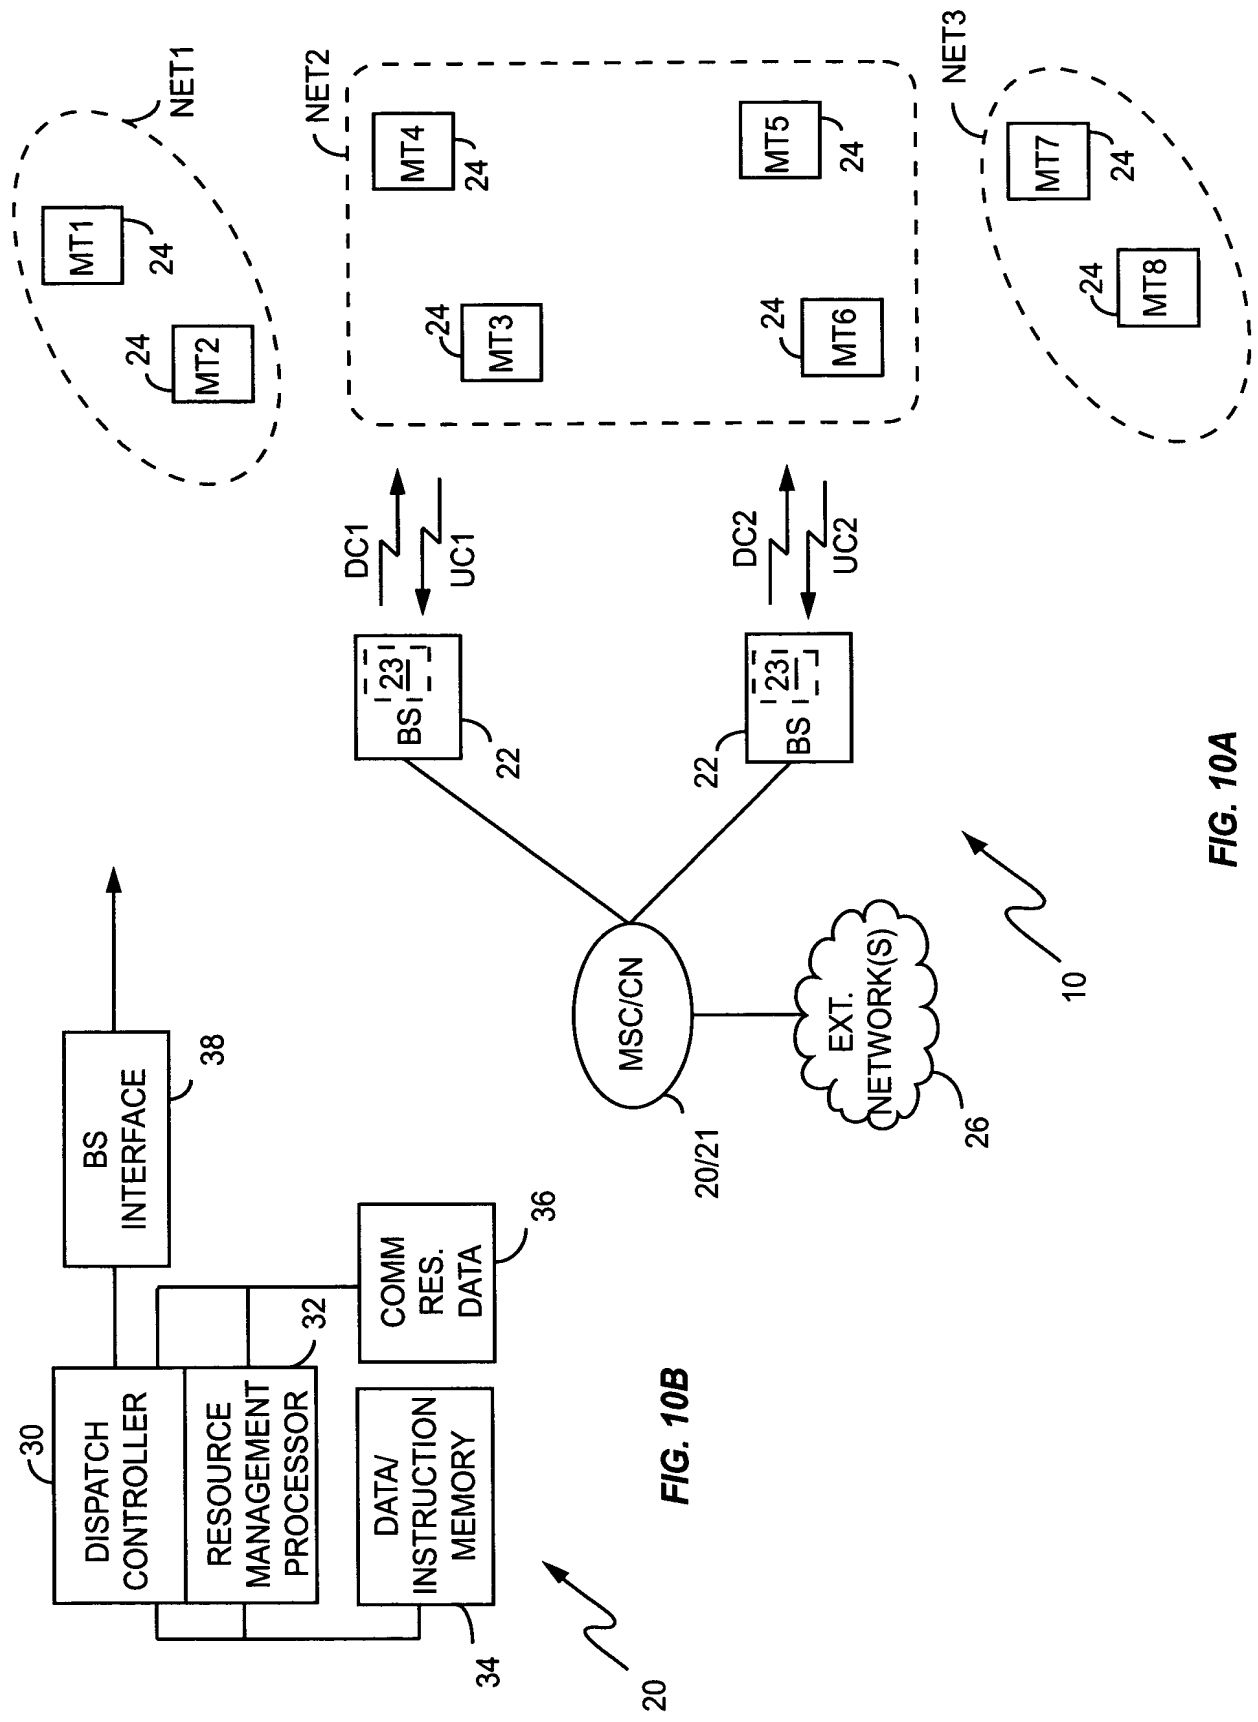 30
DISPATCH
CONTROLLER
RESOURCE
MANAGEMENT
PROCESSOR
32
BS
INTERFACE
38
DATA/
INSTRUCTION
MEMORY
34
COMM
RES.
DATA
36
20
FIG. 10B
MSC/CN
20/21
EXT.
NETWORK(S)
26
10
BS
23
22
BS
23
22
DC1
UC1
DC2
UC2
NET1
MT1
24
MT2
24
NET2
MT3
24
MT4
24
MT5
24
MT6
24
NET3
MT7
24
MT8
24
FIG. 10A